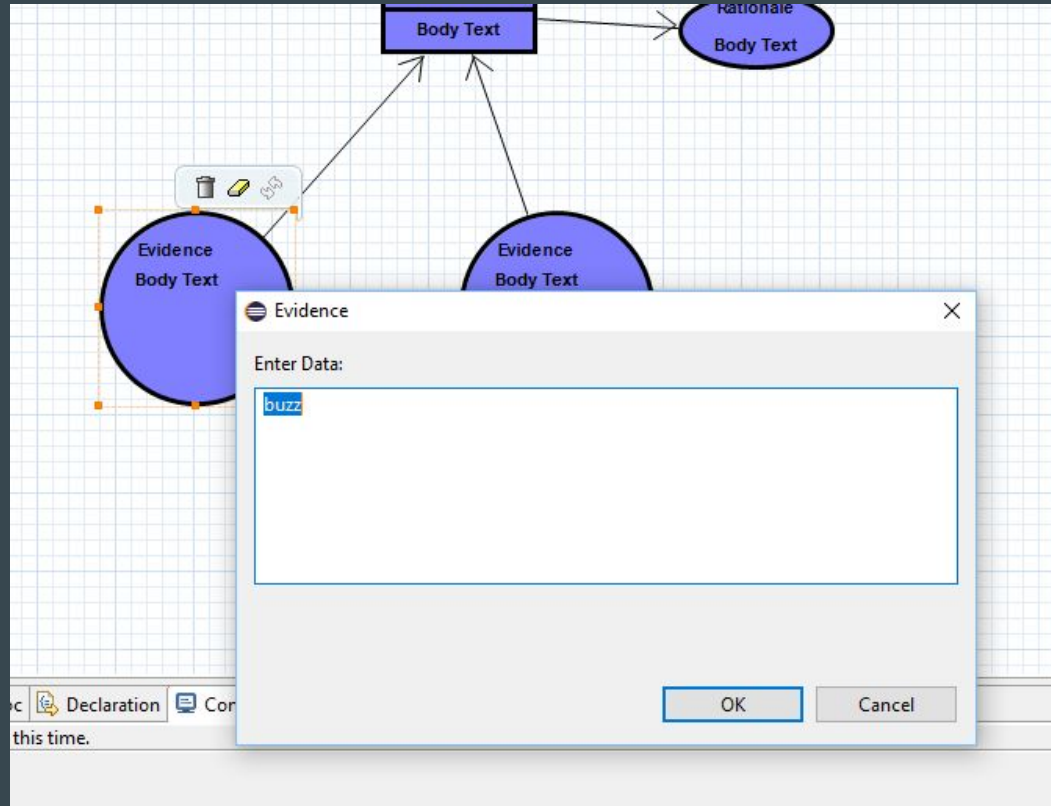 Rationale
Body Text
Body Text
Evidence
Body Text
Evidence
Body Text
Evidence
Enter Data:
buzz
OK
Cancel
Declaration
this time.